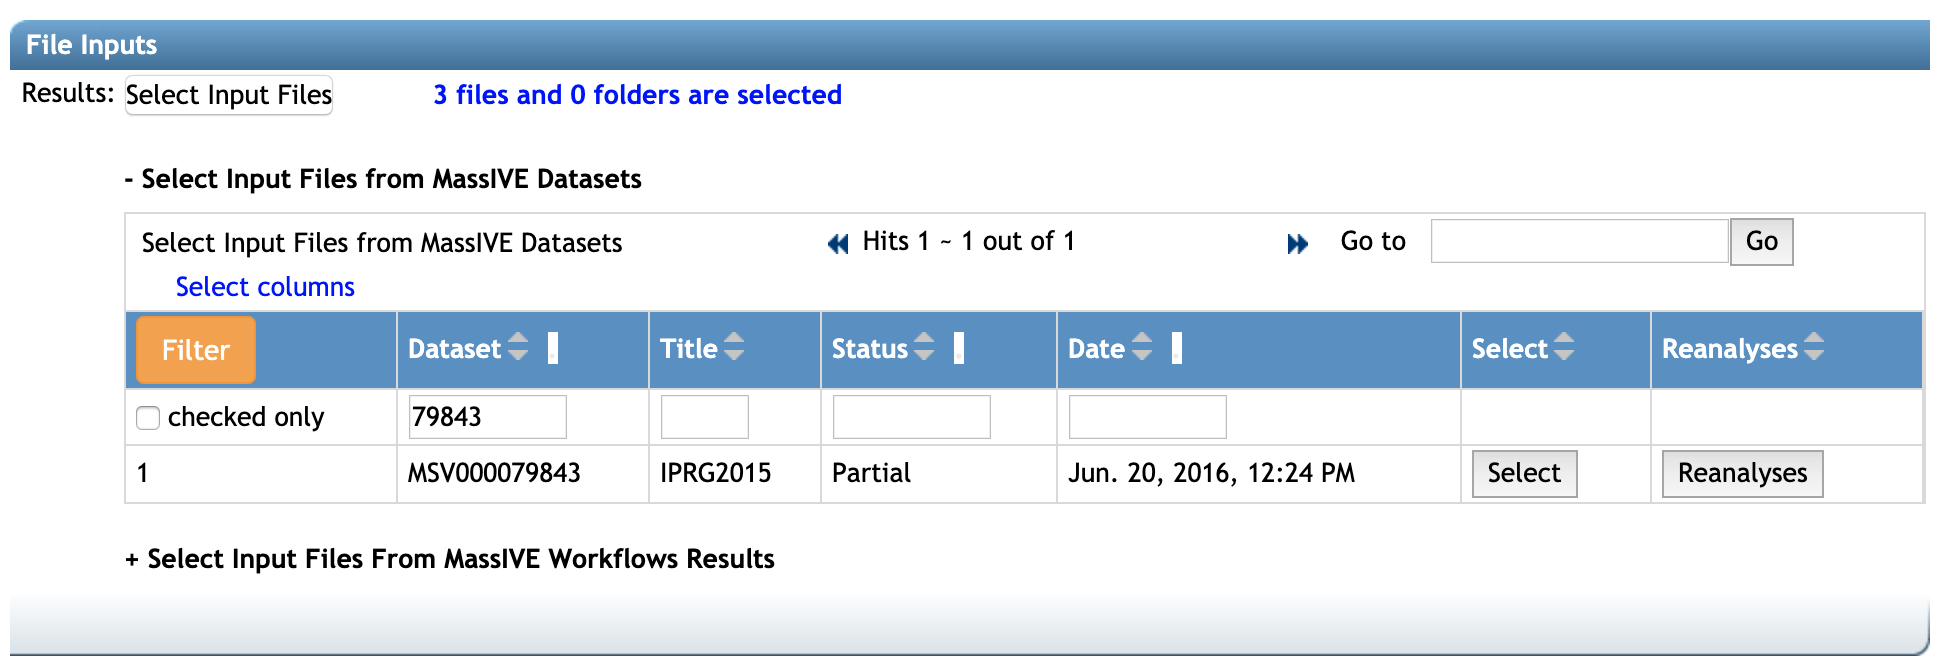 File Inputs
Results: Select Input Files 3 files and 0 folders are selected
- Select Input Files from MassIVE Datasets
Select Input Files from MassIVE Datasets Hits 1 ~ 1 out of 1 Go to Go
Select columns
Filter Dataset Title Status Date Select Reanalyses
checked only 79843
1 MSV000079843 IPRG2015 Partial Jun. 20, 2016, 12:24 PM Select Reanalyses
+ Select Input Files From MassIVE Workflows Results